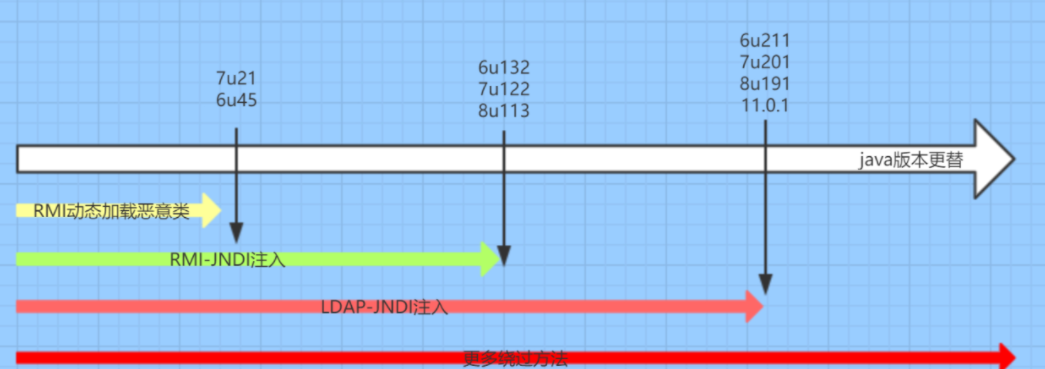 7u21
6u45
6u132
7u122
8u113
6u211
7u201
8u191
11.0.1
java版本更替
RMI动态加载恶意类
RMI-JNDI注入
LDAP-JNDI注入
更多绕过方法